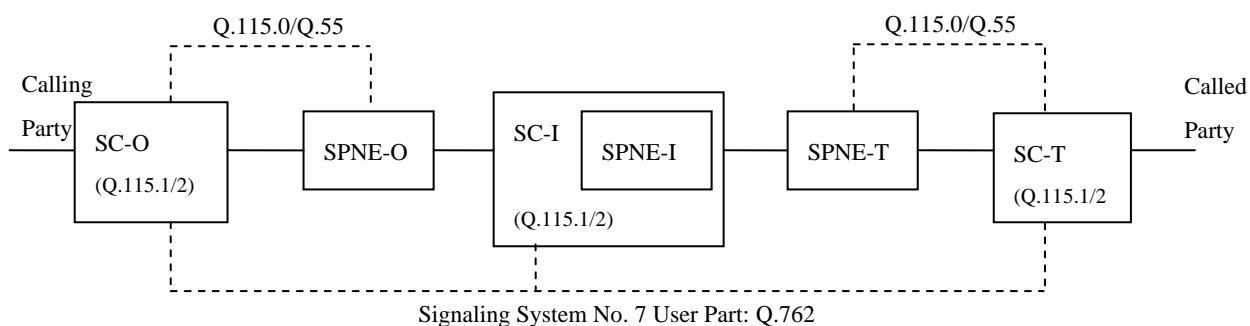 Q.115.0/Q.55
Q.115.0/Q.55
Calling
Party
SC-O
(Q.115.1/2)
SPNE-O
SC-I
SPNE-I
(Q.115.1/2)
SPNE-T
SC-T
(Q.115.1/2
Called
Party
Signaling System No. 7 User Part: Q.762